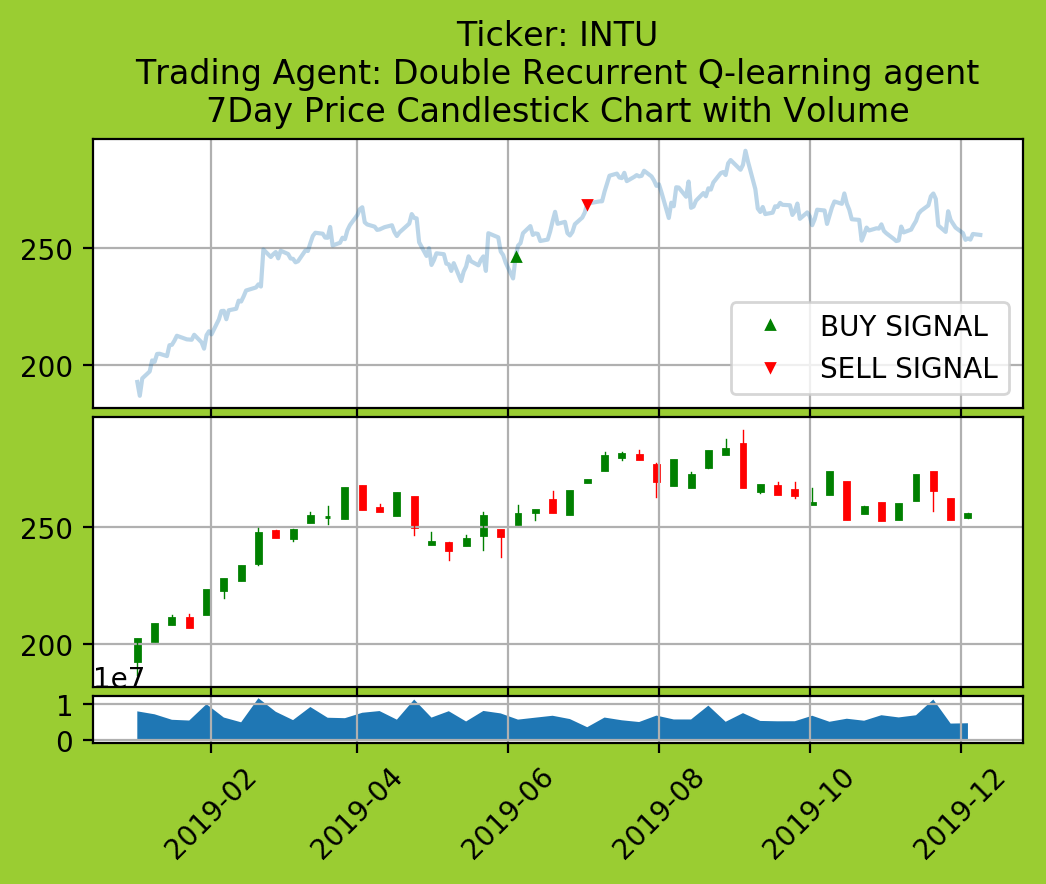 Ticker: INTU
Trading Agent: Double Recurrent Q-learning agent
7Day Price Candlestick Chart with Volume
250
200
BUY SIGNAL
SELL SIGNAL
250
200
1e7
1
0
2019-02
2019-04
2019-06
2019-08
2019-10
2019-12